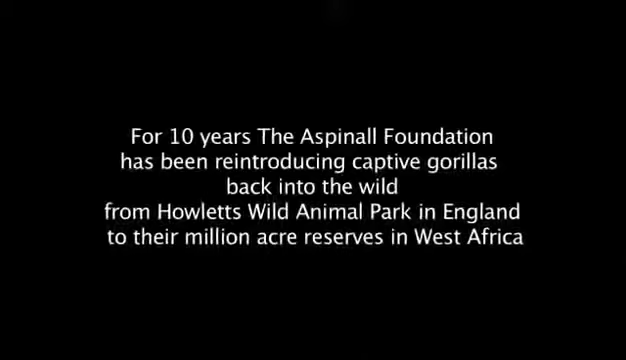 For 10 years The Aspinall Foundation
has been reintroducing captive gorillas
back into the wild
from Howletts Wild Animal Park in England
to their million acre reserves in West Africa